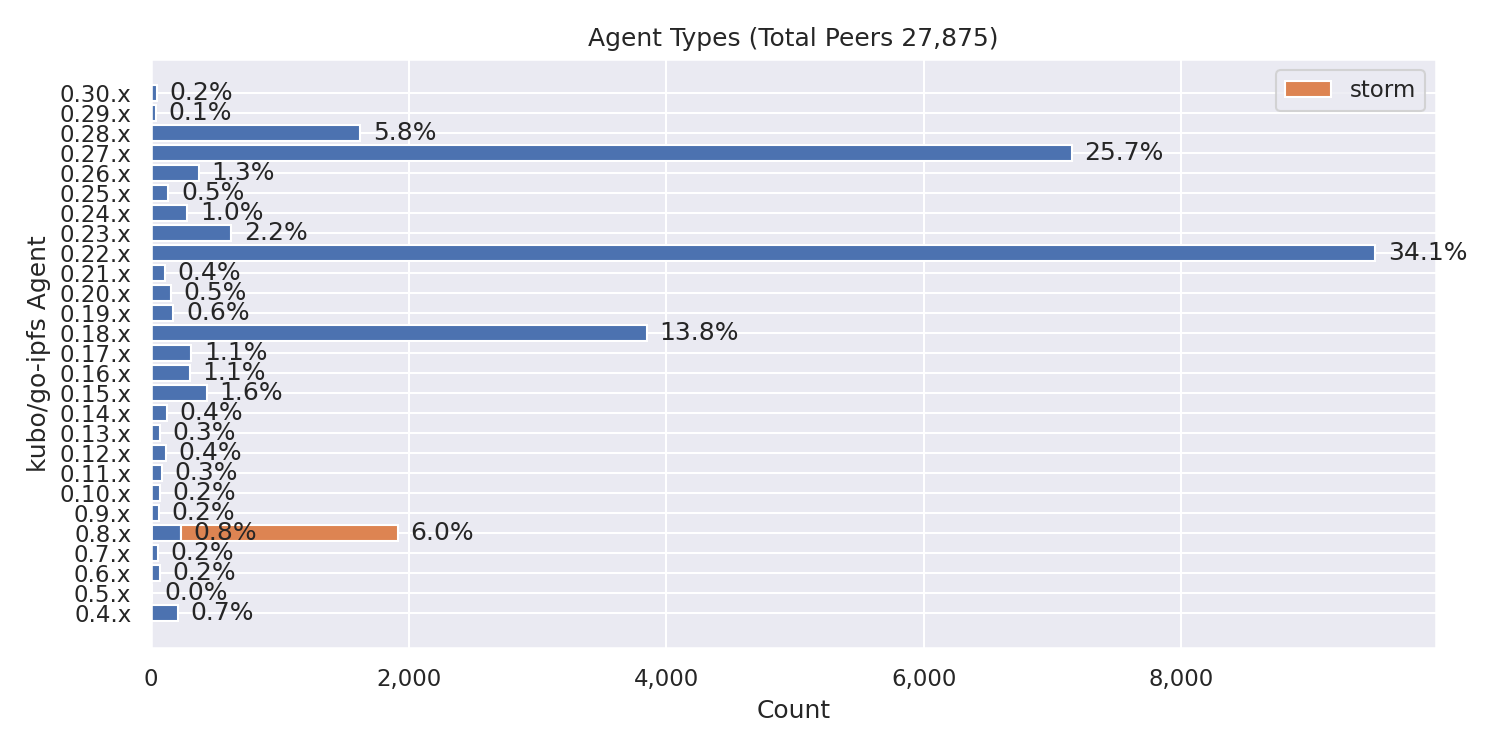 Agent Types (Total Peers 27,875)
storm
0.30.x 0.2%
0.29.x 0.1%
0.28.x 5.8%
0.27.x 25.7%
0.26.x 1.3%
0.25.x 0.5%
0.24.x 1.0%
0.23.x 2.2%
0.22.x 34.1%
0.21.x 0.4%
0.20.x 0.5%
0.19.x 0.6%
0.18.x 13.8%
0.17.x 1.1%
0.16.x 1.1%
0.15.x 1.6%
0.14.x 0.4%
0.13.x 0.3%
0.12.x 0.4%
0.11.x 0.3%
0.10.x 0.2%
0.9.x 0.2%
0.8.x 0.8% 6.0%
0.7.x 0.2%
0.6.x 0.2%
0.5.x 0.0%
0.4.x 0.7%
kubo/go-ipfs Agent
0 2,000 4,000 6,000 8,000
Count